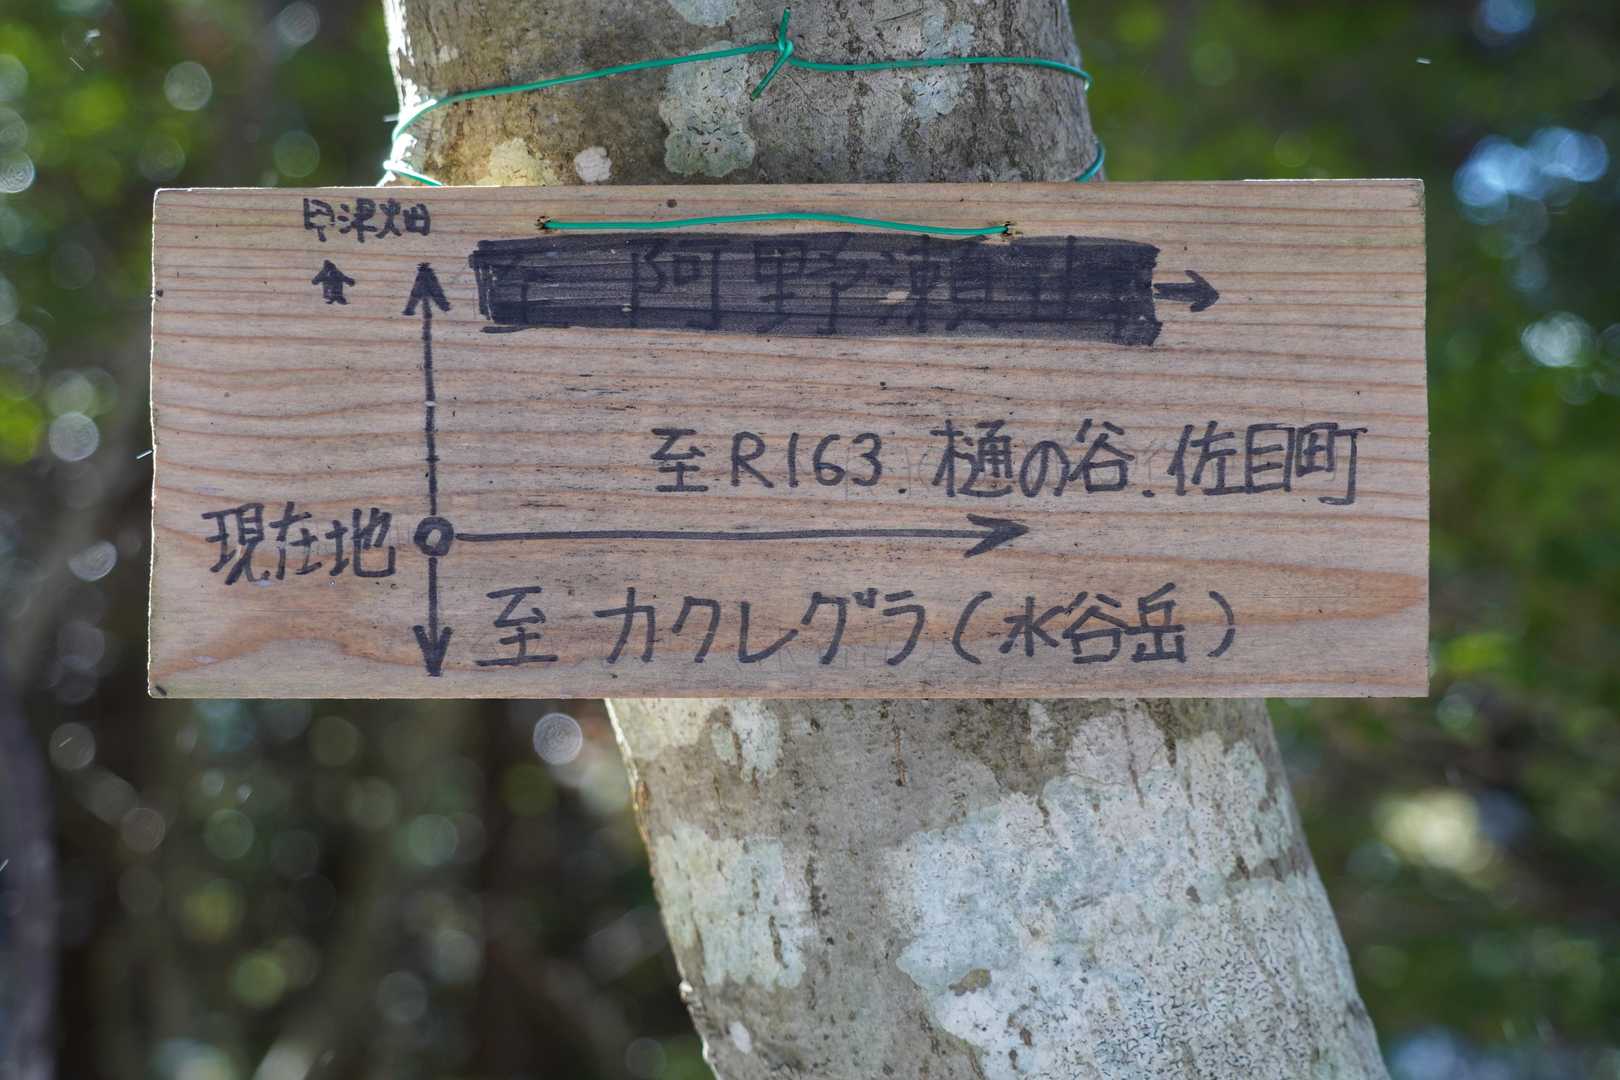 甲津畑
至 阿野瀬山
至R163.樋の谷.佐目町
現在地
至 カクレグラ(水谷岳)